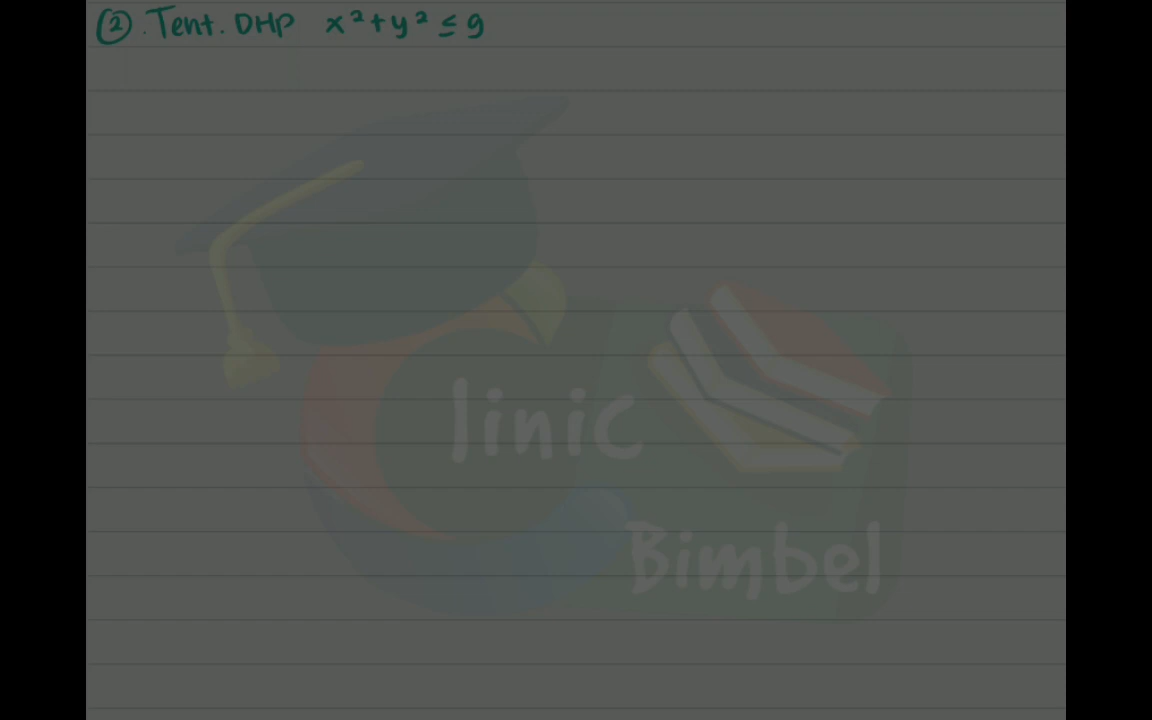 ② . Tent. DHP x² + y² ≤ 9
linic
Bimbel